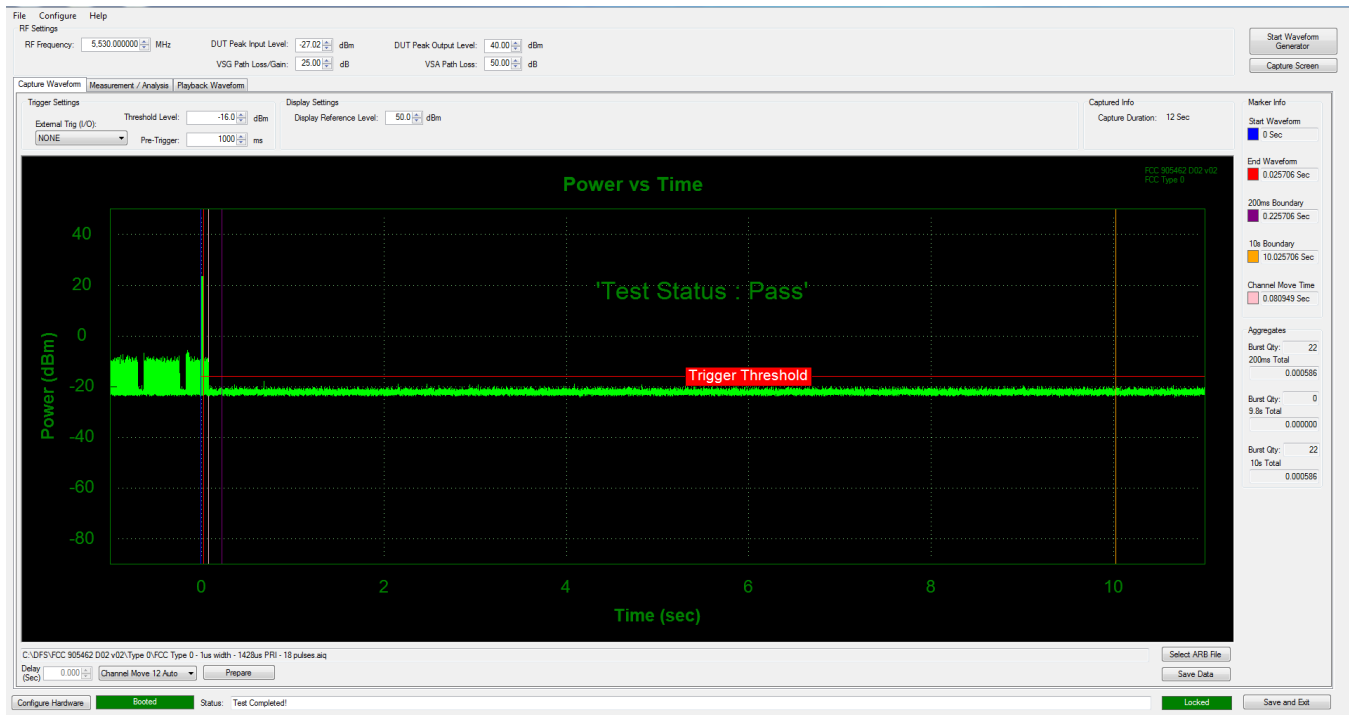 File Configure Help
RF Settings
RF Frequency: 5,530.000000 MHz DUT Peak Input Level: -27.02 dBm DUT Peak Output Level: 40.00 dBm
VSG Path Loss/Gain: 25.00 dB VSA Path Loss: 50.00 dB
Start Waveform
Generator
Capture Screen
Capture Waveform Measurement / Analysis Playback Waveform
Trigger Settings
External Trig (I/O):
NONE
Threshold Level: -16.0 dBm
Pre-Trigger: 1000 ms
Display Settings
Display Reference Level: 50.0 dBm
Captured Info
Capture Duration: 12 Sec
Marker Info
Start Waveform
0 Sec
End Waveform
0.025706 Sec
200ms Boundary
0.225706 Sec
10s Boundary
10.025706 Sec
Channel Move Time
0.080949 Sec
Aggregates
Burst Qty: 22
200ms Total
0.000586
Burst Qty: 0
9.8s Total
0.000000
Burst Qty: 22
10s Total
0.000586
Power vs Time
FCC 905462 D02 v02
FCC Type 0
'Test Status : Pass'
Trigger Threshold
Power (dBm)
40
20
0
-20
-40
-60
-80
0 2 4 6 8 10
Time (sec)
C:\DFS\FCC 905462 D02 v02\Type 0\FCC Type 0 - 1us width - 1428us PRI - 18 pulses.aiq
Select ARB File
Delay
(Sec) 0.000 Channel Move 12 Auto Prepare
Save Data
Configure Hardware Booted Status: Test Completed! Locked Save and Exit